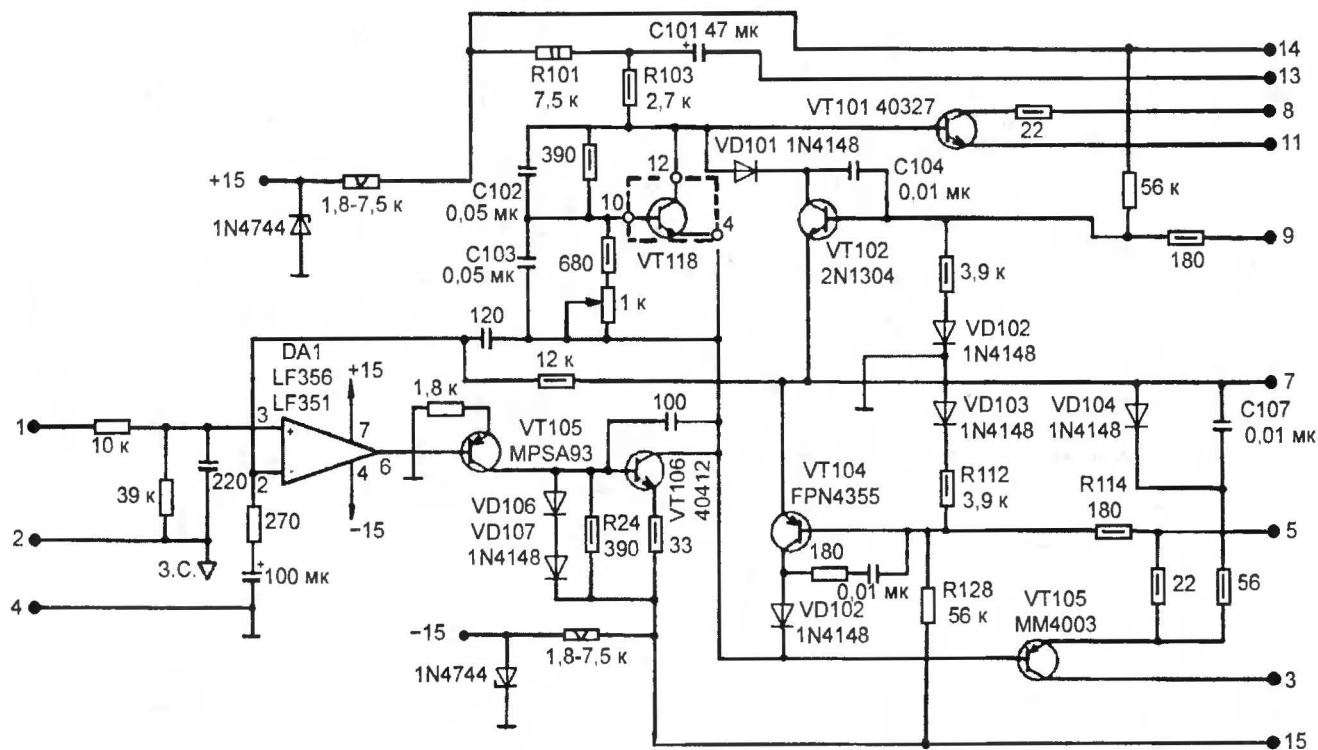 C101 47 мк
+
14
R101
7,5 к
R103
2,7 к
13
VT101 40327
8
22
11
390
VD101 1N4148
12
C104
0,01 мк
+15
1,8-7,5 к
C102
0,05 мк
10
4
56 к
1N4744
C103
0,05 мк
680
VT118
VT102
2N1304
9
180
3,9 к
1 к
120
VD102
1N4148
DA1
LF356
LF351
+15
12 к
7
1,8 к
100
VD103
1N4148
VD104
1N4148
C107
0,01 мк
1
10 к
3
+
7
VT105
MPSA93
6
4
-
2
39 к
220
VT106
40412
VT104
FPN4355
R112
3,9 к
R114
180
270
−15
VD106
VD107
1N4148
R24
390
33
5
2
З.С.
180
0,01 мк
22
56
+
100 мк
R128
56 к
4
VD102
1N4148
VT105
MM4003
−15
1,8-7,5 к
1N4744
3
15